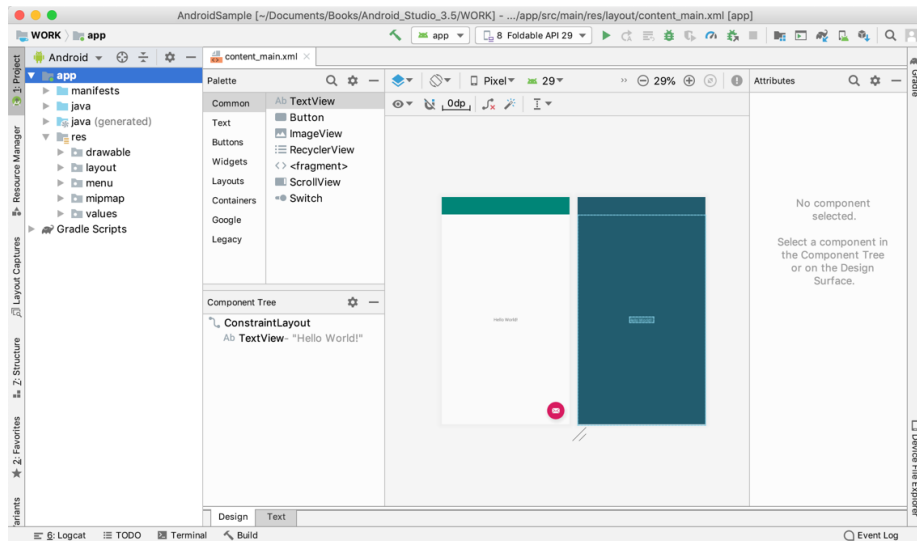 AndroidSample [~/Documents/Books/Android_Studio_3.5/WORK] - .../app/src/main/res/layout/content_main.xml [app]
WORK app
app
8 Foldable API 29
1: Project
Resource Manager
Layout Captures
Z: Structure
2: Favorites
Android
app
manifests
java
java (generated)
res
drawable
layout
menu
mipmap
values
Gradle Scripts
content_main.xml
Palette
Common
Text
Buttons
Widgets
Layouts
Containers
Google
Legacy
Ab TextView
Button
ImageView
RecyclerView
<fragment>
ScrollView
Switch
Component Tree
ConstraintLayout
Ab TextView- "Hello World!"
Pixel 29 29%
0dp
Hello World!
Attributes
No component
selected.
Select a component in
the Component Tree
or on the Design
Surface.
Gradle
Device File Explorer
Design Text
6: Logcat TODO Terminal Build Event Log